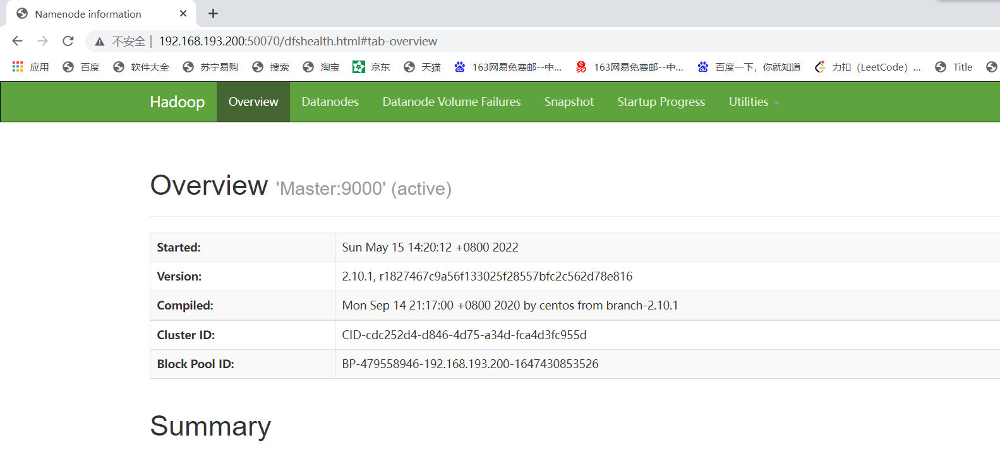 Namenode information
不安全 | 192.168.193.200:50070/dfshealth.html#tab-overview
应用 百度 软件大全 苏宁易购 搜索 淘宝 京东 天猫 163网易免费邮--中... 163网易免费邮--中... 百度一下，你就知道 力扣（LeetCode）... Title
Hadoop Overview Datanodes Datanode Volume Failures Snapshot Startup Progress Utilities
Overview 'Master:9000' (active)
Started: Sun May 15 14:20:12 +0800 2022
Version: 2.10.1, r1827467c9a56f133025f28557bfc2c562d78e816
Compiled: Mon Sep 14 21:17:00 +0800 2020 by centos from branch-2.10.1
Cluster ID: CID-cdc252d4-d846-4d75-a34d-fca4d3fc955d
Block Pool ID: BP-479558946-192.168.193.200-1647430853526
Summary